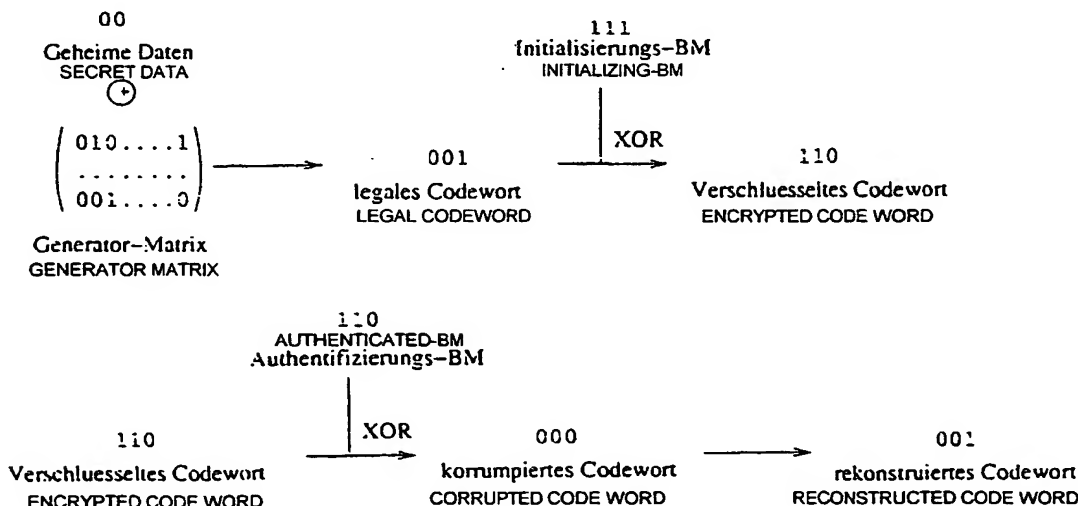 00
Geheime Daten
SECRET DATA
010....1
.........
001....0
Generator-Matrix
GENERATOR MATRIX
001
legales Codewort
LEGAL CODEWORD
111
Initialisierungs-BM
INITIALIZING-BM
XOR
110
Verschluesseltes Codewort
ENCRYPTED CODE WORD
110
AUTHENTICATED-BM
Authentifizierungs-BM
110
Verschluesseltes Codewort
ENCRYPTED CODE WORD
XOR
000
korrumpiertes Codewort
CORRUPTED CODE WORD
001
rekonstruiertes Codewort
RECONSTRUCTED CODE WORD